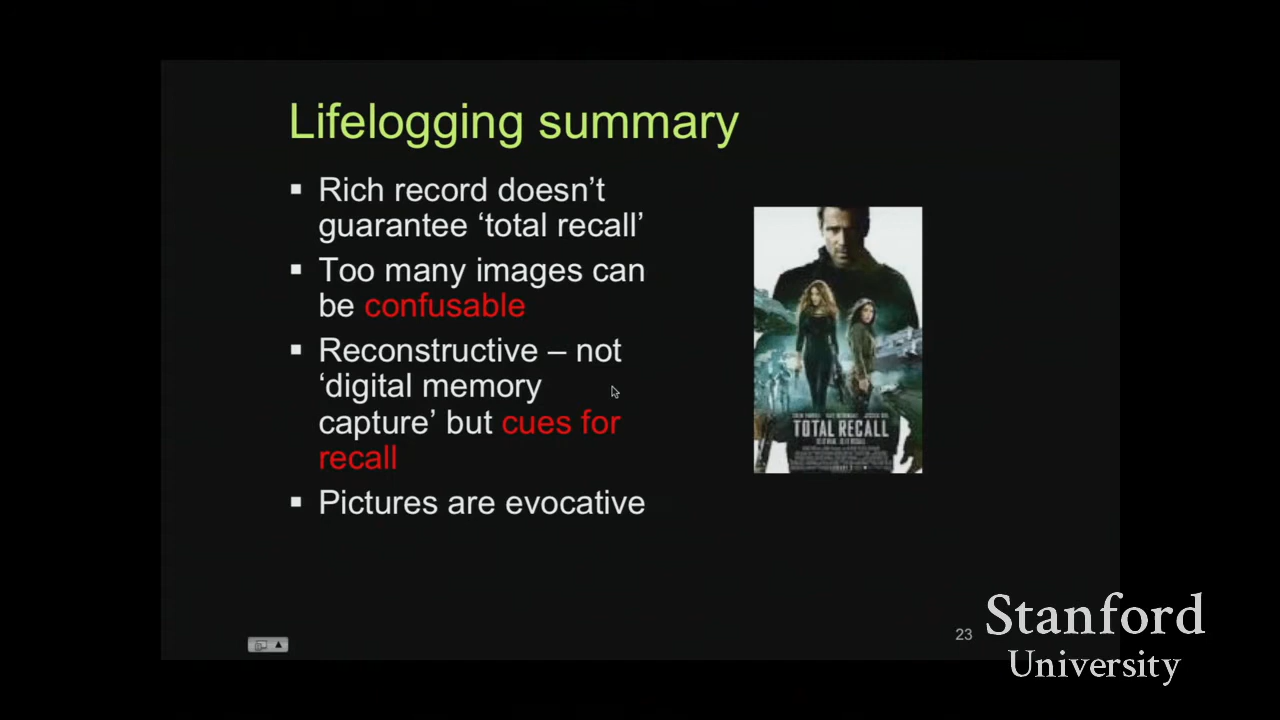 Lifelogging summary
▪ Rich record doesn’t
guarantee ‘total recall’
▪ Too many images can
be confusable
▪ Reconstructive – not
‘digital memory
capture’ but cues for
recall
▪ Pictures are evocative
TOTAL RECALL
23
Stanford
University